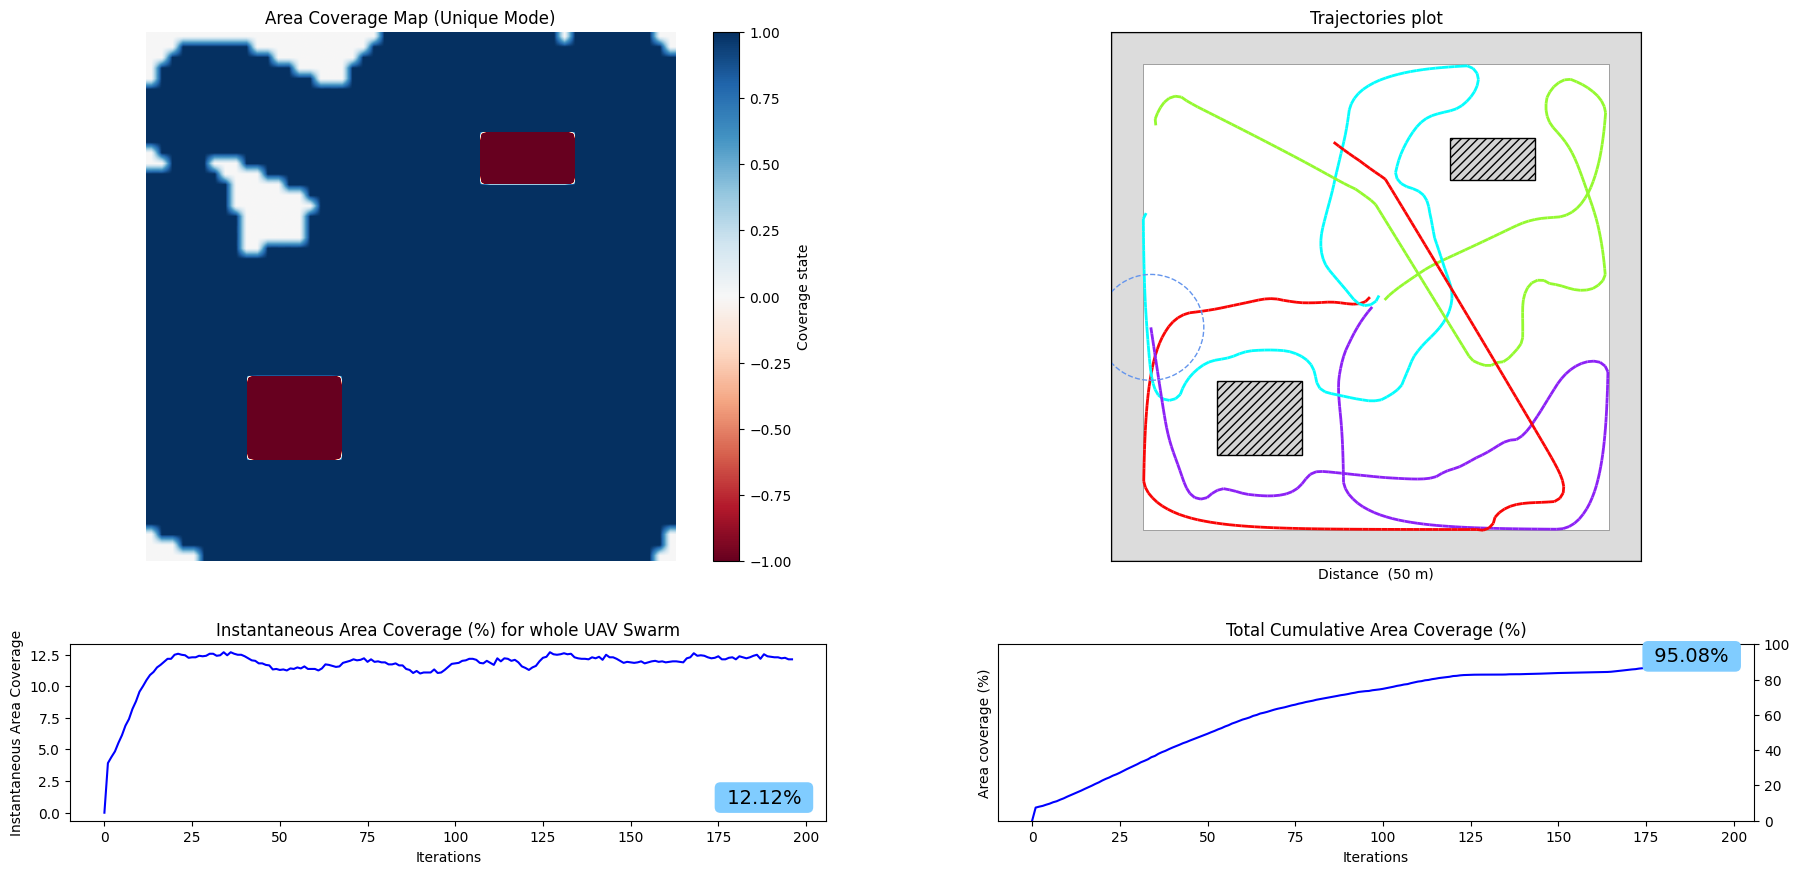 Area Coverage Map (Unique Mode)
1.00
0.75
0.50
0.25
0.00
−0.25
−0.50
−0.75
−1.00
Coverage state
Trajectories plot
Distance  (50 m)
Instantaneous Area Coverage (%) for whole UAV Swarm
Instantaneous Area Coverage
12.5
10.0
7.5
5.0
2.5
0.0
12.12%
0 25 50 75 100 125 150 175 200
Iterations
Total Cumulative Area Coverage (%)
Area coverage (%)
95.08%
100
80
60
40
20
0
0 25 50 75 100 125 150 175 200
Iterations